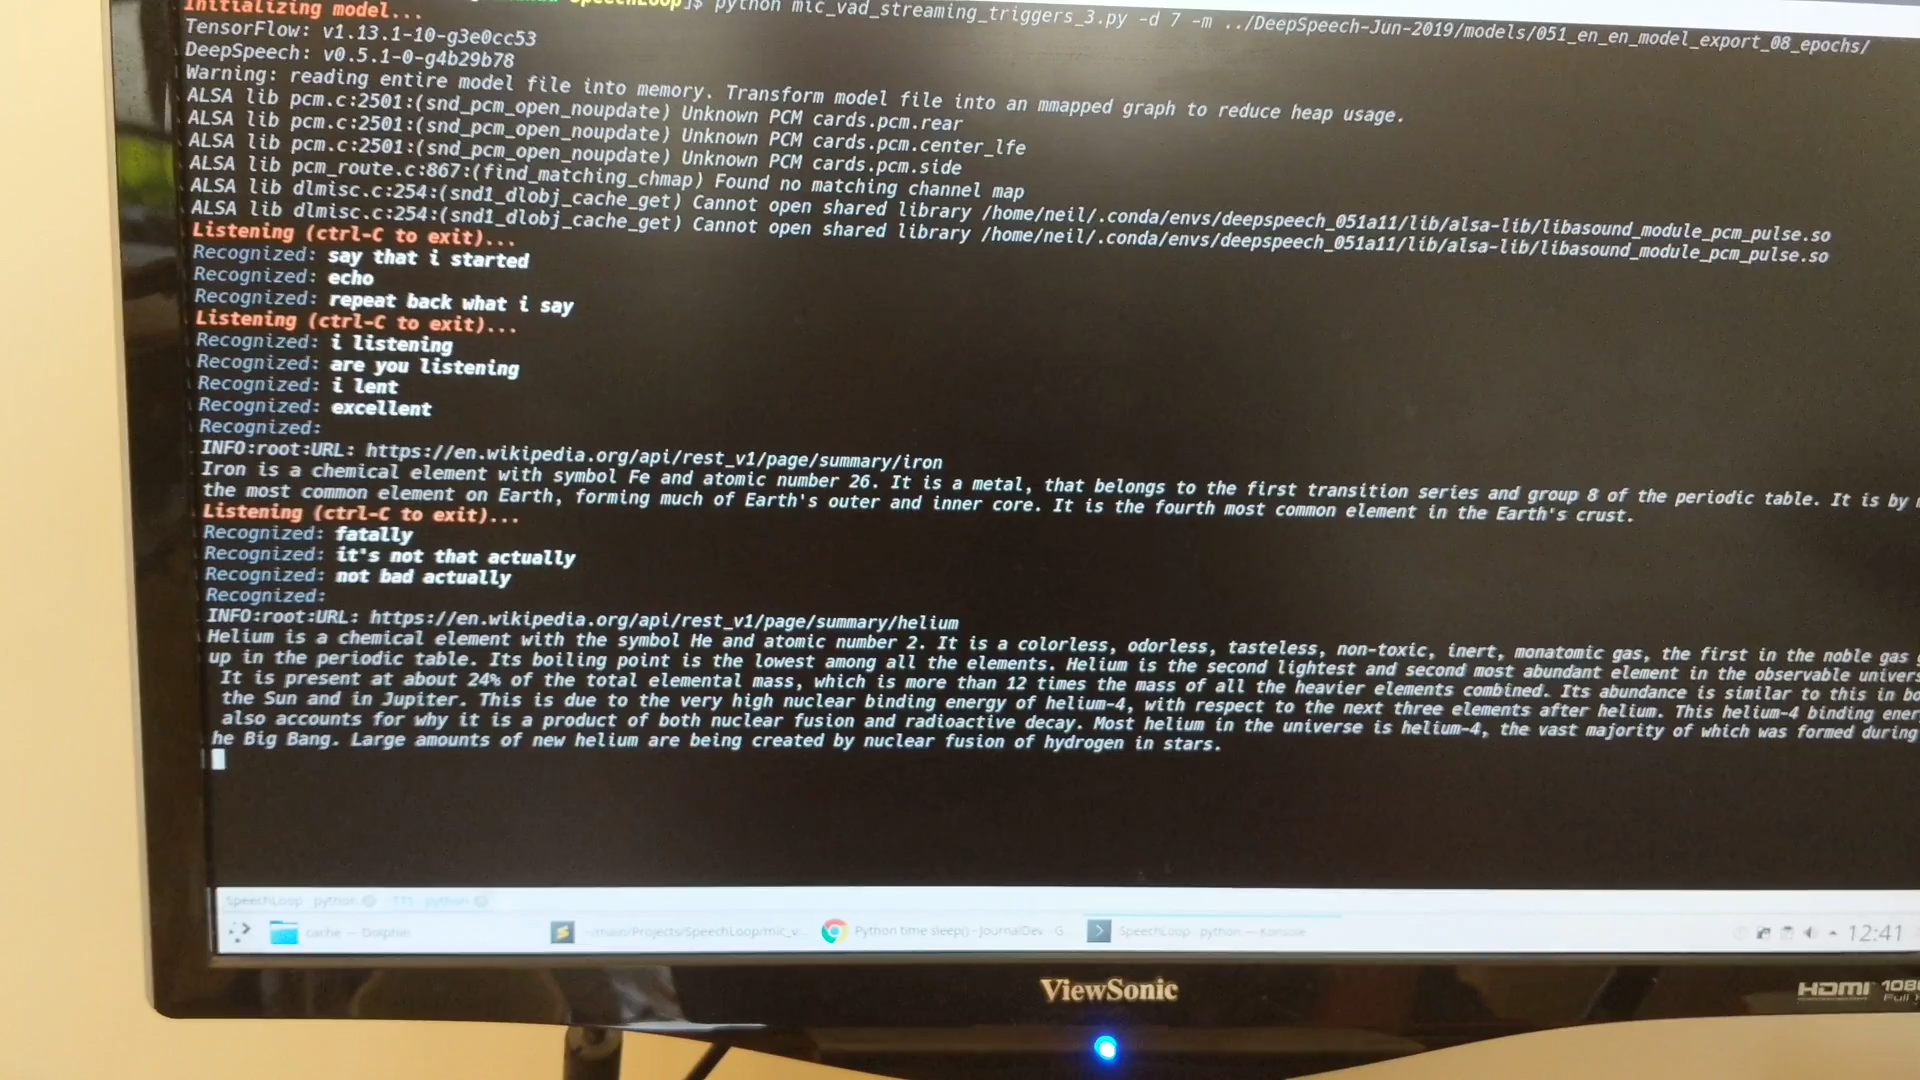 SpeechLoop]$ python mic_vad_streaming_triggers_3.py -d 7 -m ../DeepSpeech-Jun-2019/models/051_en_en_model_export_08_epochs/
Initializing model...
TensorFlow: v1.13.1-10-g3e0cc53
DeepSpeech: v0.5.1-0-g4b29b78
Warning: reading entire model file into memory. Transform model file into an mmapped graph to reduce heap usage.
ALSA lib pcm.c:2501:(snd_pcm_open_noupdate) Unknown PCM cards.pcm.rear
ALSA lib pcm.c:2501:(snd_pcm_open_noupdate) Unknown PCM cards.pcm.center_lfe
ALSA lib pcm.c:2501:(snd_pcm_open_noupdate) Unknown PCM cards.pcm.side
ALSA lib pcm_route.c:867:(find_matching_chmap) Found no matching channel map
ALSA lib dlmisc.c:254:(snd1_dlobj_cache_get) Cannot open shared library /home/neil/.conda/envs/deepspeech_051a11/lib/alsa-lib/libasound_module_pcm_pulse.so
ALSA lib dlmisc.c:254:(snd1_dlobj_cache_get) Cannot open shared library /home/neil/.conda/envs/deepspeech_051a11/lib/alsa-lib/libasound_module_pcm_pulse.so
Listening (ctrl-C to exit)...
Recognized: say that i started
Recognized: echo
Recognized: repeat back what i say
Listening (ctrl-C to exit)...
Recognized: i listening
Recognized: are you listening
Recognized: i lent
Recognized: excellent
Recognized:
INFO:root:URL: https://en.wikipedia.org/api/rest_v1/page/summary/iron
Iron is a chemical element with symbol Fe and atomic number 26. It is a metal, that belongs to the first transition series and group 8 of the periodic table. It is by
the most common element on Earth, forming much of Earth's outer and inner core. It is the fourth most common element in the Earth's crust.
Listening (ctrl-C to exit)...
Recognized: fatally
Recognized: it's not that actually
Recognized: not bad actually
Recognized:
INFO:root:URL: https://en.wikipedia.org/api/rest_v1/page/summary/helium
Helium is a chemical element with the symbol He and atomic number 2. It is a colorless, odorless, tasteless, non-toxic, inert, monatomic gas, the first in the noble gas
up in the periodic table. Its boiling point is the lowest among all the elements. Helium is the second lightest and second most abundant element in the observable univers
It is present at about 24% of the total elemental mass, which is more than 12 times the mass of all the heavier elements combined. Its abundance is similar to this in bo
the Sun and in Jupiter. This is due to the very high nuclear binding energy of helium-4, with respect to the next three elements after helium. This helium-4 binding ener
also accounts for why it is a product of both nuclear fusion and radioactive decay. Most helium in the universe is helium-4, the vast majority of which was formed during
he Big Bang. Large amounts of new helium are being created by nuclear fusion of hydrogen in stars.
SpeechLoop : python TTS : python
cache — Dolphin ~/main/Projects/SpeechLoop/mic_v... Python time sleep() - JournalDev - G SpeechLoop : python — Konsole 12:41
ViewSonic HDMI 1080
Full